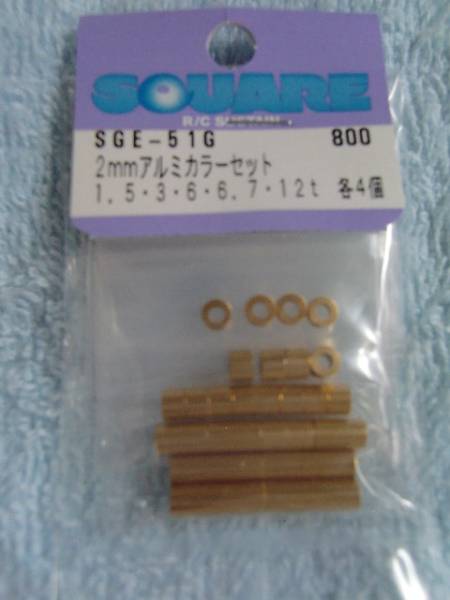 SQUARE
R/C SUSTAIN.
SGE-51G 800
2mmアルミカラーセット
1.5・3・6・6.7・12t 各4個